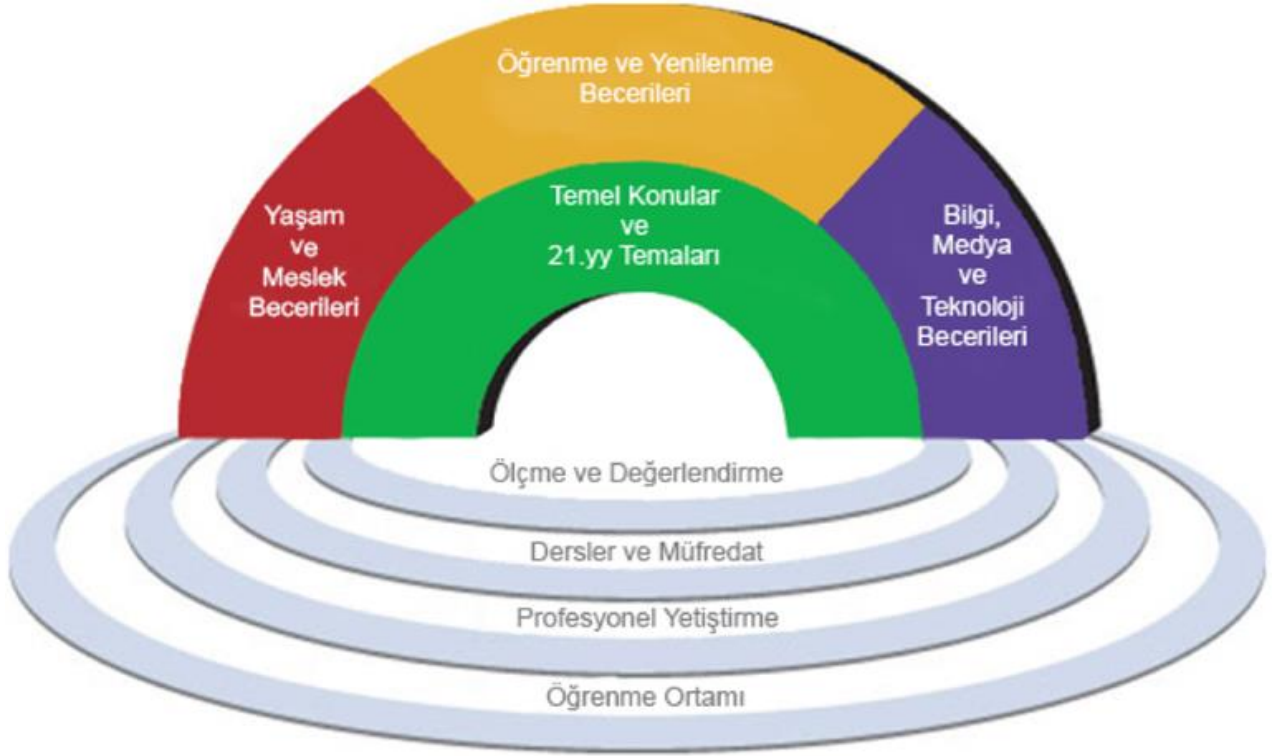 Öğrenme ve Yenilenme
Becerileri
Yaşam
ve
Meslek
Becerileri
Temel Konular
ve
21.yy Temaları
Bilgi,
Medya
ve
Teknoloji
Becerileri
Ölçme ve Değerlendirme
Dersler ve Müfredat
Profesyonel Yetiştirme
Öğrenme Ortamı